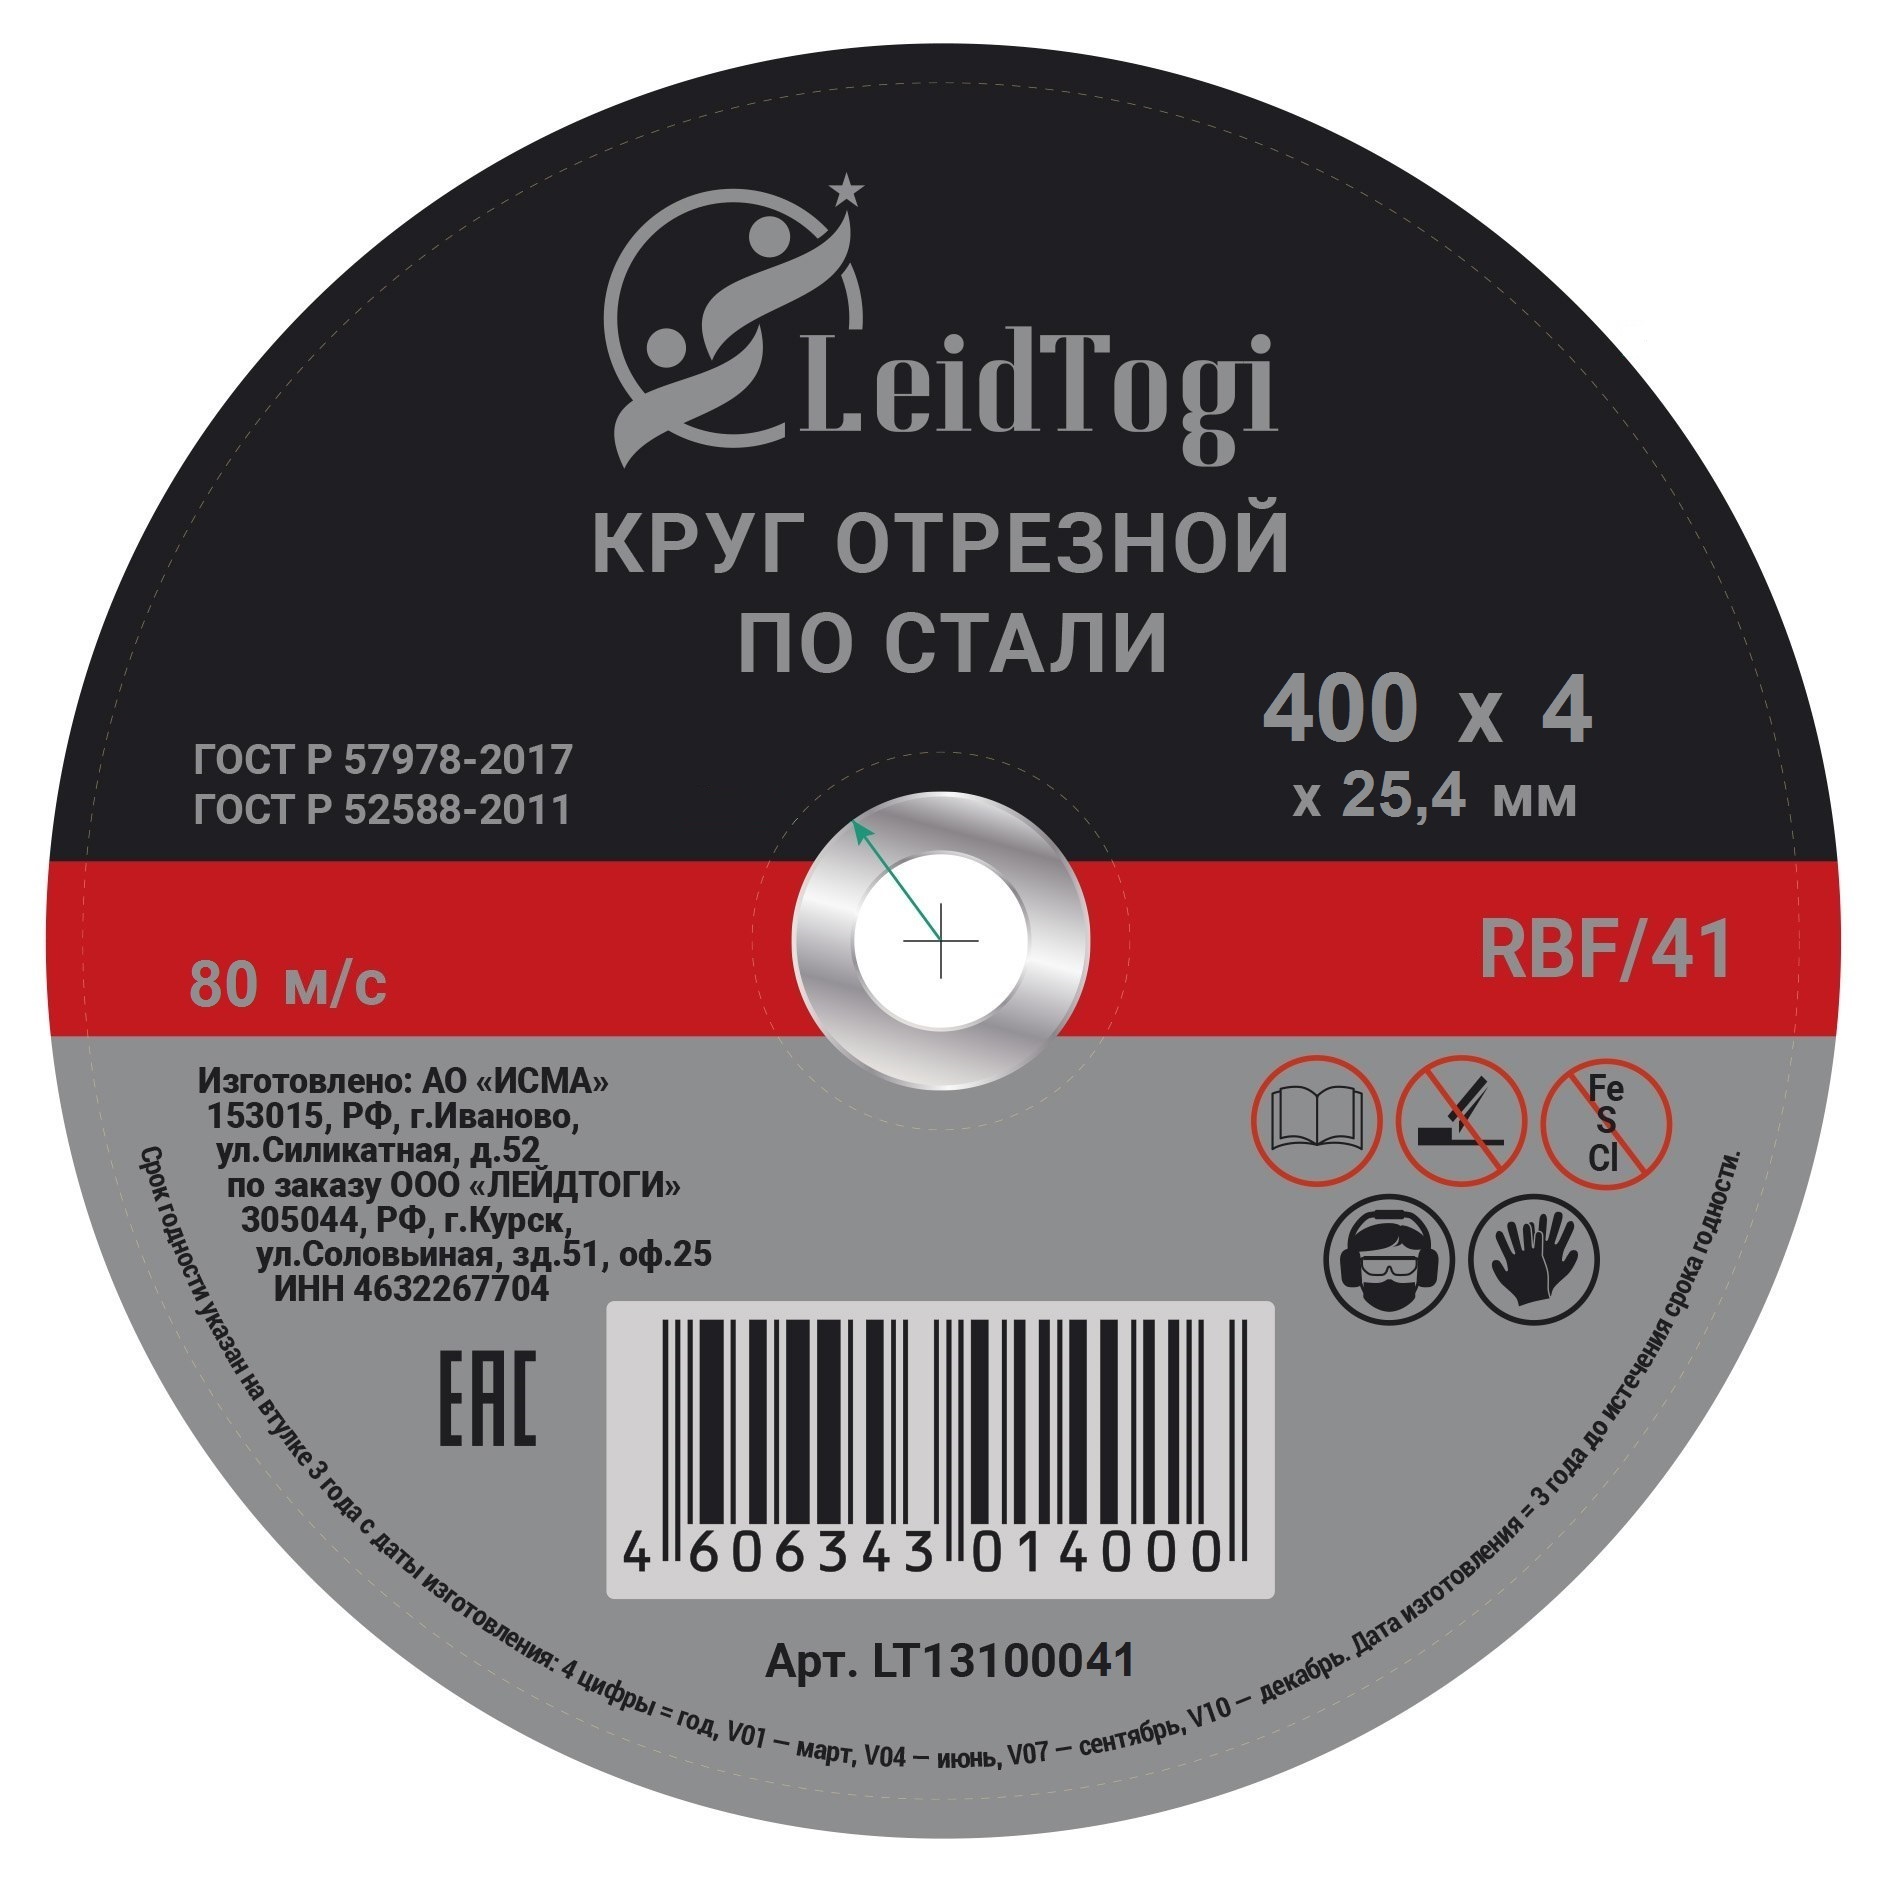 LeidTogi
КРУГ ОТРЕЗНОЙ
ПО СТАЛИ
400 x 4
x 25,4 мм
ГОСТ Р 57978-2017
ГОСТ Р 52588-2011
80 м/с
RBF/41
Изготовлено: АО «ИСМА»
153015, РФ, г.Иваново,
ул.Силикатная, д.52
по заказу ООО «ЛЕЙДТОГИ»
305044, РФ, г.Курск,
ул.Соловьиная, зд.51, оф.25
ИНН 4632267704
Fe
S
Cl
EAC
4 606343 014000
Арт. LT13100041
Срок годности указан на втулке 3 года с даты изготовления: 4 цифры = год, V01 – март, V04 – июнь, V07 – сентябрь, V10 – декабрь. Дата изготовления = 3 года до истечения срока годности.